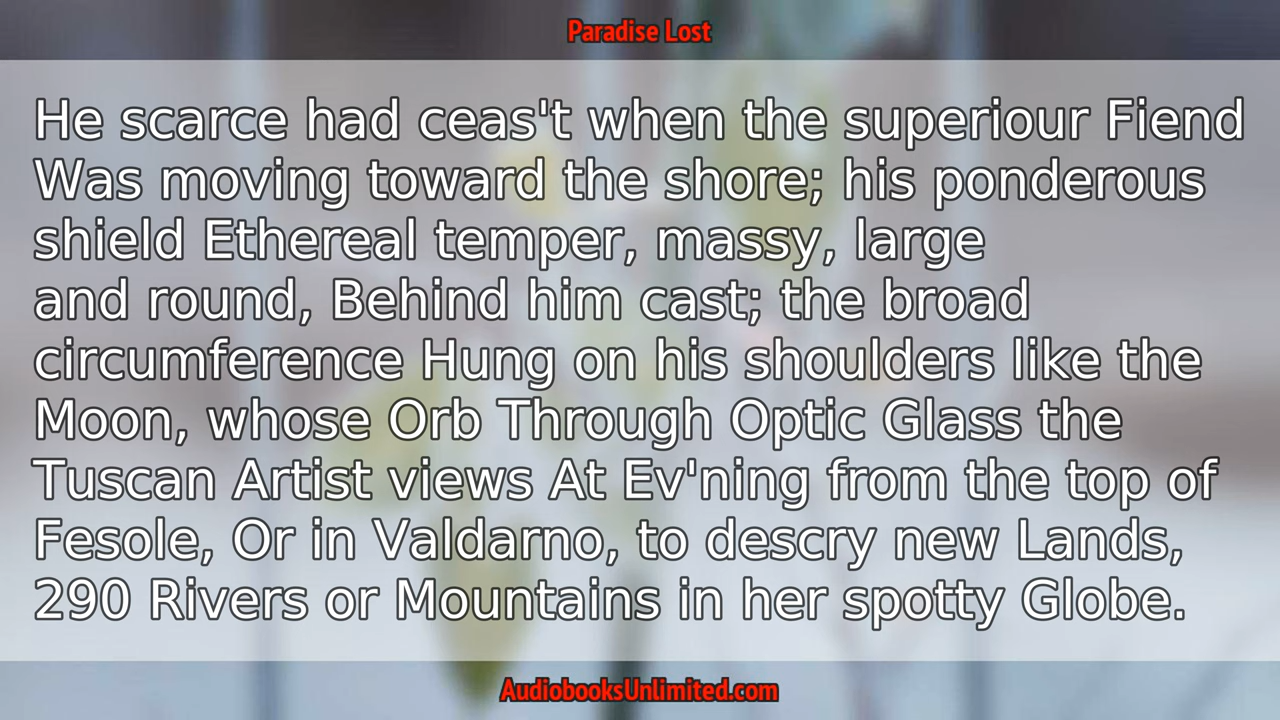 Paradise Lost
He scarce had ceas't when the superiour Fiend
Was moving toward the shore; his ponderous
shield Ethereal temper, massy, large
and round, Behind him cast; the broad
circumference Hung on his shoulders like the
Moon, whose Orb Through Optic Glass the
Tuscan Artist views At Ev'ning from the top of
Fesole, Or in Valdarno, to descry new Lands,
290 Rivers or Mountains in her spotty Globe.
AudiobooksUnlimited.com